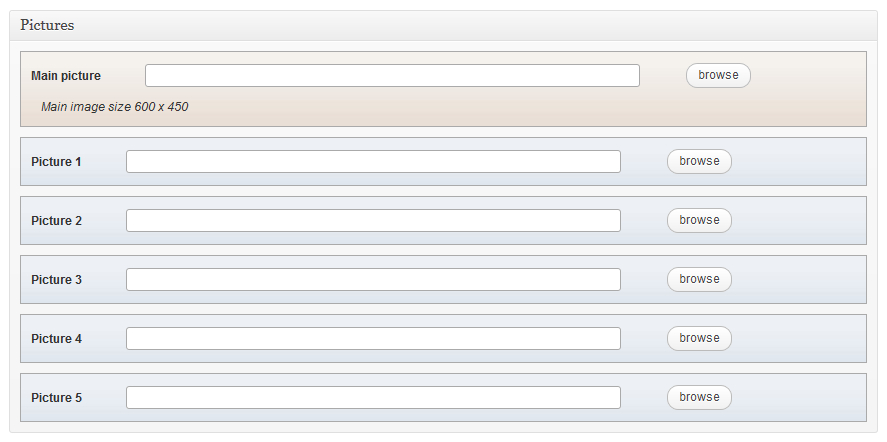 Pictures
Main picture browse
Main image size 600 x 450
Picture 1 browse
Picture 2 browse
Picture 3 browse
Picture 4 browse
Picture 5 browse